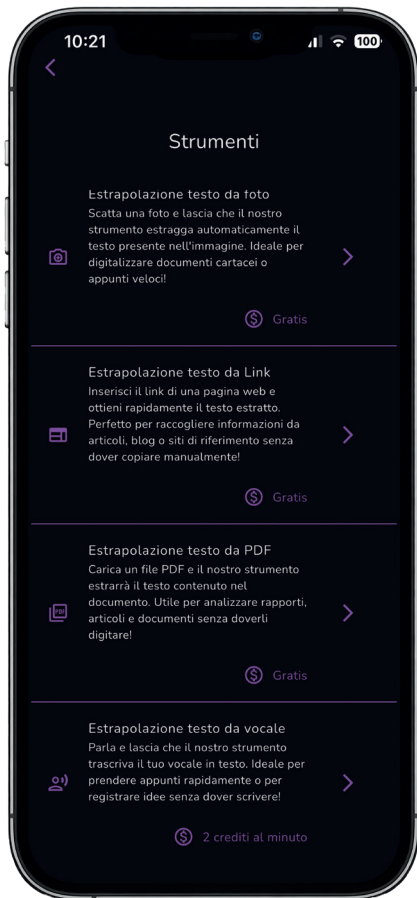 10:21
100
Strumenti
Estrapolazione testo da foto
Scatta una foto e lascia che il nostro
strumento estragga automaticamente il
testo presente nell'immagine. Ideale per
digitalizzare documenti cartacei o
appunti veloci!
Gratis
Estrapolazione testo da Link
Inserisci il link di una pagina web e
ottieni rapidamente il testo estratto.
Perfetto per raccogliere informazioni da
articoli, blog o siti di riferimento senza
dover copiare manualmente!
Gratis
Estrapolazione testo da PDF
Carica un file PDF e il nostro strumento
estrarrà il testo contenuto nel
documento. Utile per analizzare rapporti,
articoli e documenti senza doverli
digitare!
PDF
Gratis
Estrapolazione testo da vocale
Parla e lascia che il nostro strumento
trascriva il tuo vocale in testo. Ideale per
prendere appunti rapidamente o per
registrare idee senza dover scrivere!
2 crediti al minuto